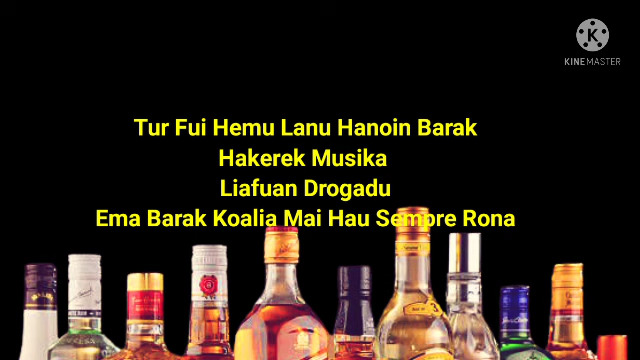 KINEMASTER
Tur Fui Hemu Lanu Hanoin Barak
Hakerek Musika
Liafuan Drogadu
Ema Barak Koalia Mai Hau Sempre Rona